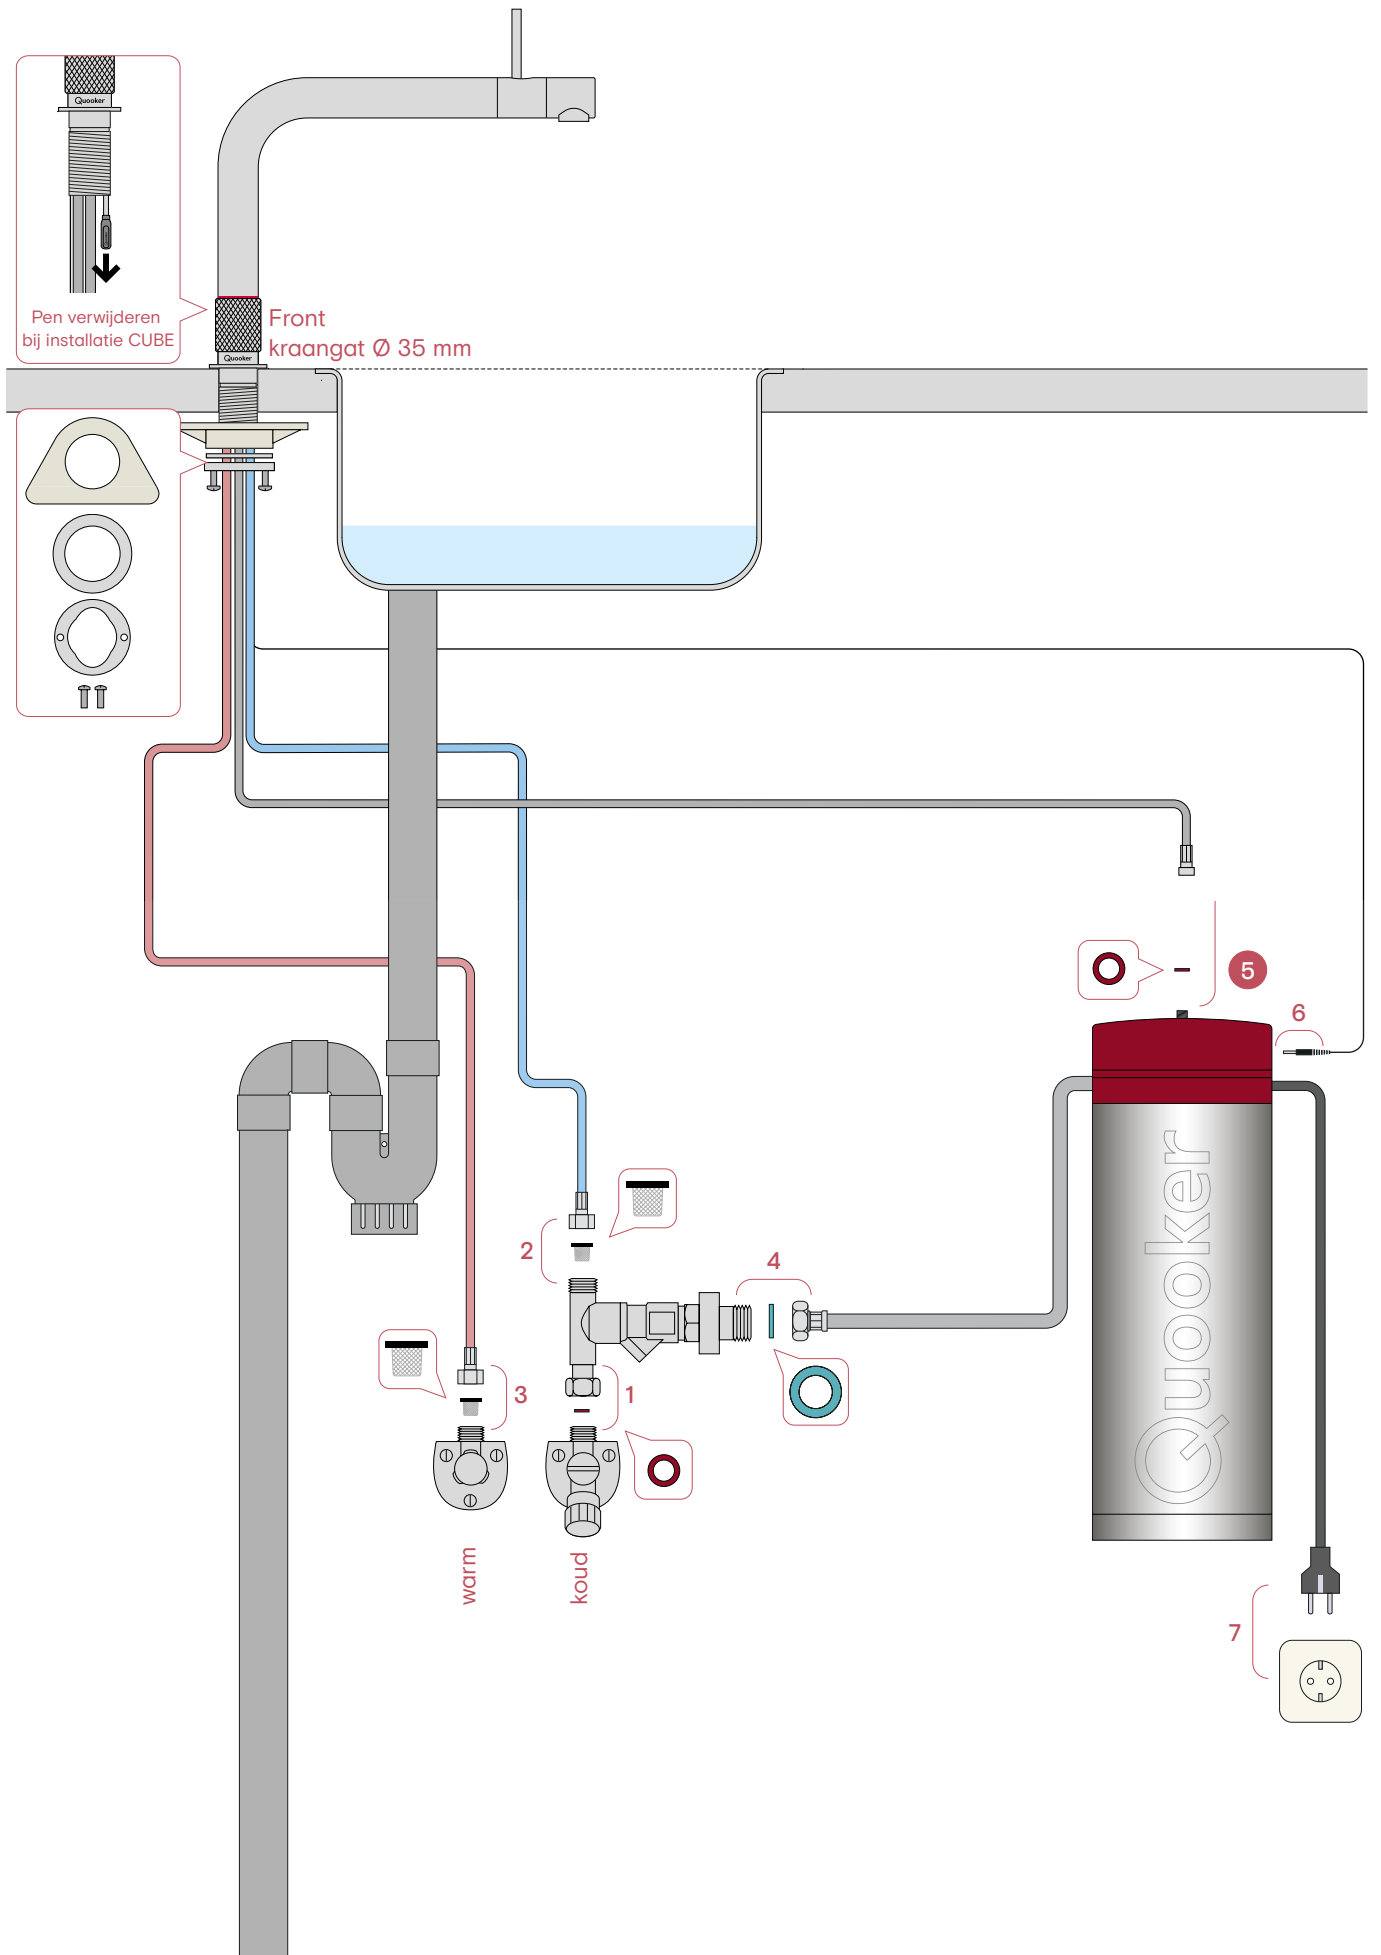 Quooker
Pen verwijderen
bij installatie CUBE
Front
kraangat Ø 35 mm
Quooker
5
6
2
4
3
1
Quooker
warm
koud
7